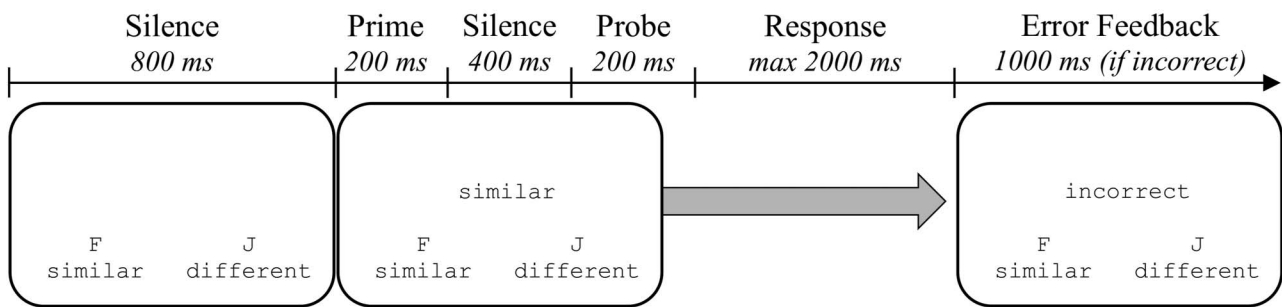 Silence Prime Silence Probe Response Error Feedback
800 ms 200 ms 400 ms 200 ms max 2000 ms 1000 ms (if incorrect)
similar incorrect
F J F J F J
similar different similar different similar different